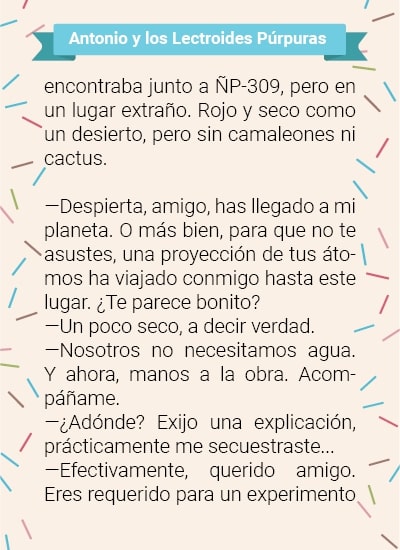 Antonio y los Lectroides Púrpuras
encontraba junto a ÑP-309, pero en
un lugar extraño. Rojo y seco como
un desierto, pero sin camaleones ni
cactus.
—Despierta, amigo, has llegado a mi
planeta. O más bien, para que no te
asustes, una proyección de tus áto-
mos ha viajado conmigo hasta este
lugar. ¿Te parece bonito?
—Un poco seco, a decir verdad.
—Nosotros no necesitamos agua.
Y ahora, manos a la obra. Acom-
páñame.
—¿Adónde? Exijo una explicación,
prácticamente me secuestraste...
—Efectivamente, querido amigo.
Eres requerido para un experimento